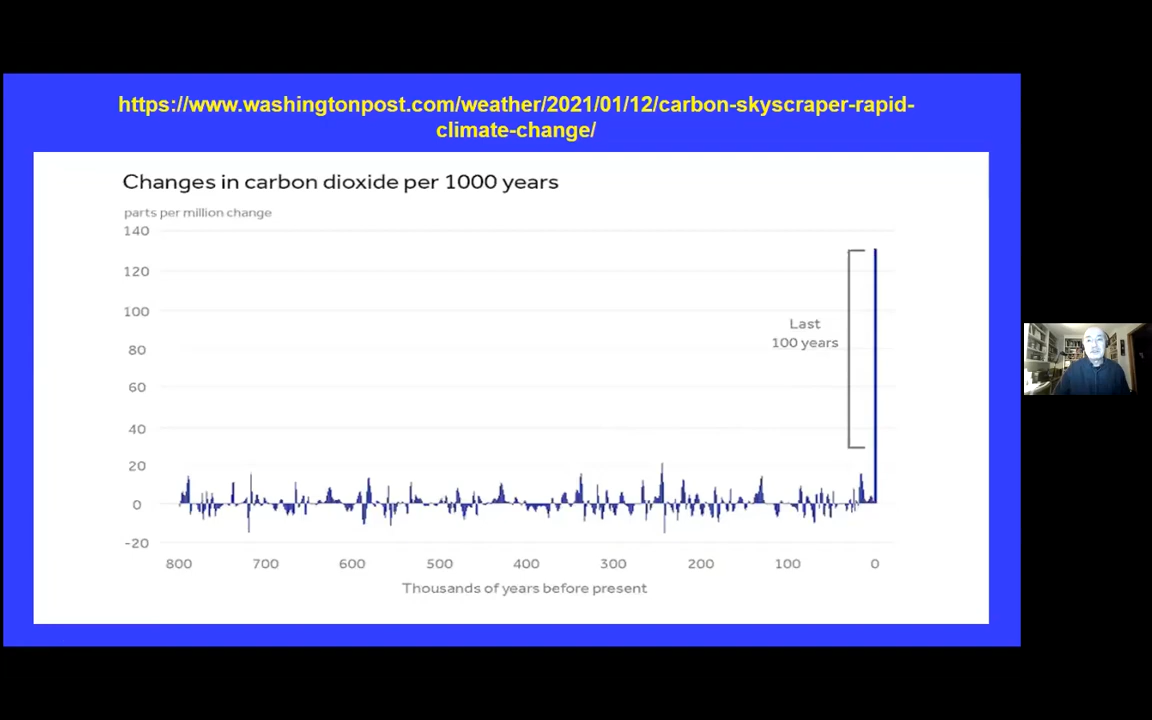 https://www.washingtonpost.com/weather/2021/01/12/carbon-skyscraper-rapid-
climate-change/
Changes in carbon dioxide per 1000 years
parts per million change
140
120
100
80
60
40
20
0
-20
Last
100 years
800 700 600 500 400 300 200 100 0
Thousands of years before present